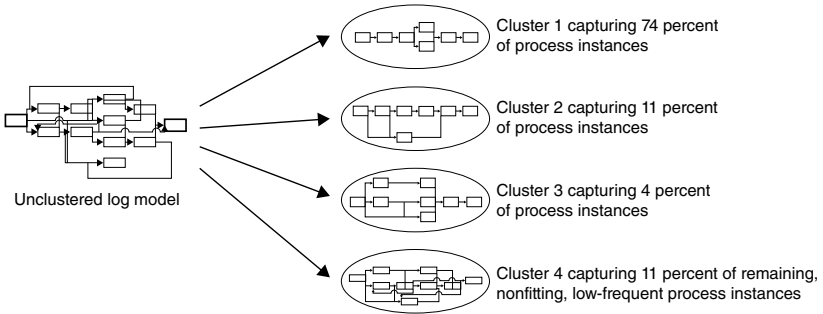 Cluster 1 capturing 74 percent
of process instances
Cluster 2 capturing 11 percent
of process instances
Unclustered log model
Cluster 3 capturing 4 percent
of process instances
Cluster 4 capturing 11 percent of remaining,
nonfitting, low-frequent process instances